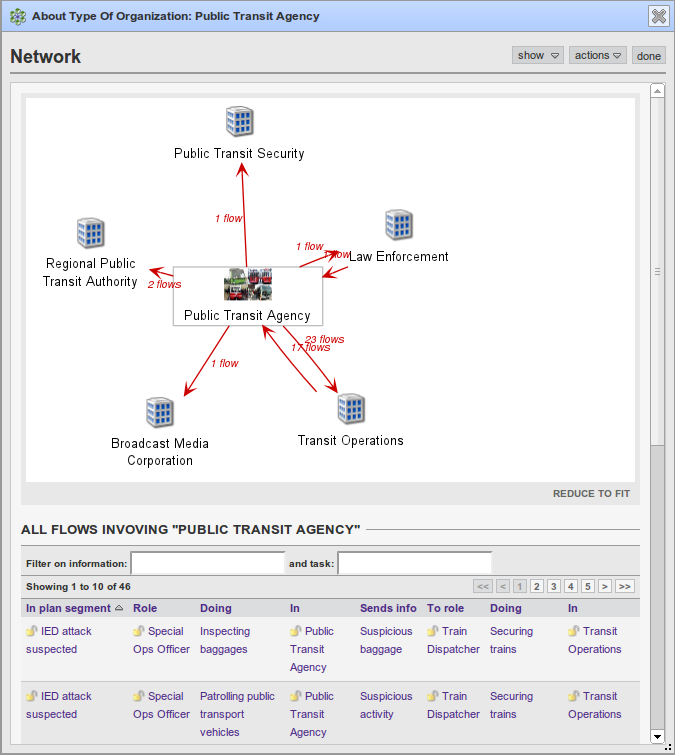 About Type Of Organization: Public Transit Agency
Network
show
actions
done
Public Transit Security
1 flow
Law Enforcement
1 flow
1 flow
Regional Public
Transit Authority
2 flows
Public Transit Agency
23 flows
17 flows
1 flow
Broadcast Media
Corporation
Transit Operations
REDUCE TO FIT
ALL FLOWS INVOVING "PUBLIC TRANSIT AGENCY"
Filter on information:
and task:
Showing 1 to 10 of 46
<< < 1 2 3 4 5 > >>
In plan segment Role Doing In Sends info To role Doing In
IED attack Special Inspecting Public Suspicious Train Securing Transit
suspected Ops Officer baggages Transit baggage Dispatcher trains Operations
Agency
IED attack Special Patrolling public Public Suspicious Train Securing Transit
suspected Ops Officer transport Transit activity Dispatcher trains Operations
vehicles Agency